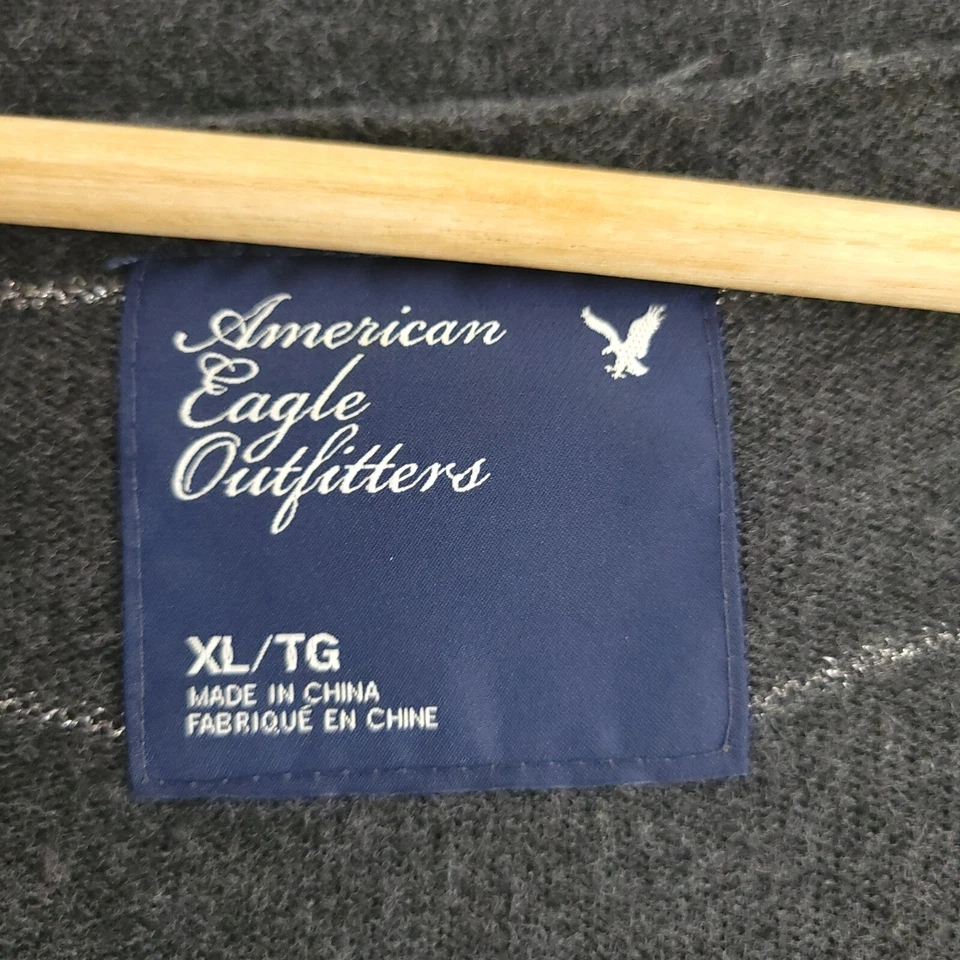 American
Eagle
Outfitters
XL/TG
MADE IN CHINA
FABRIQUÉ EN CHINE